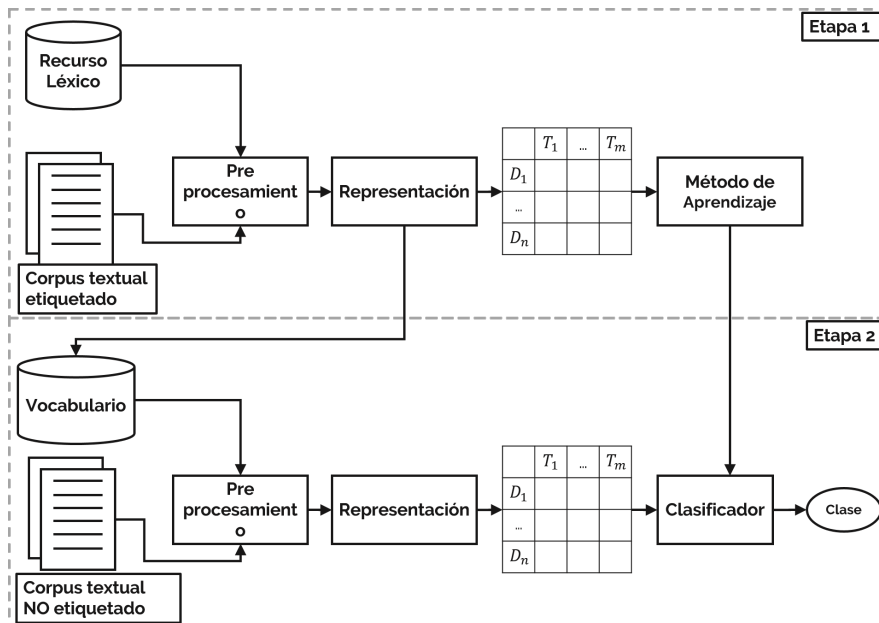 Etapa 1
Recurso
Léxico
Pre
procesamient
o
Representación
T₁ ... Tₘ
D₁
...
Dₙ
Método de
Aprendizaje
Corpus textual
etiquetado
Etapa 2
Vocabulario
Pre
procesamient
o
Representación
T₁ ... Tₘ
D₁
...
Dₙ
Clasificador
Clase
Corpus textual
NO etiquetado